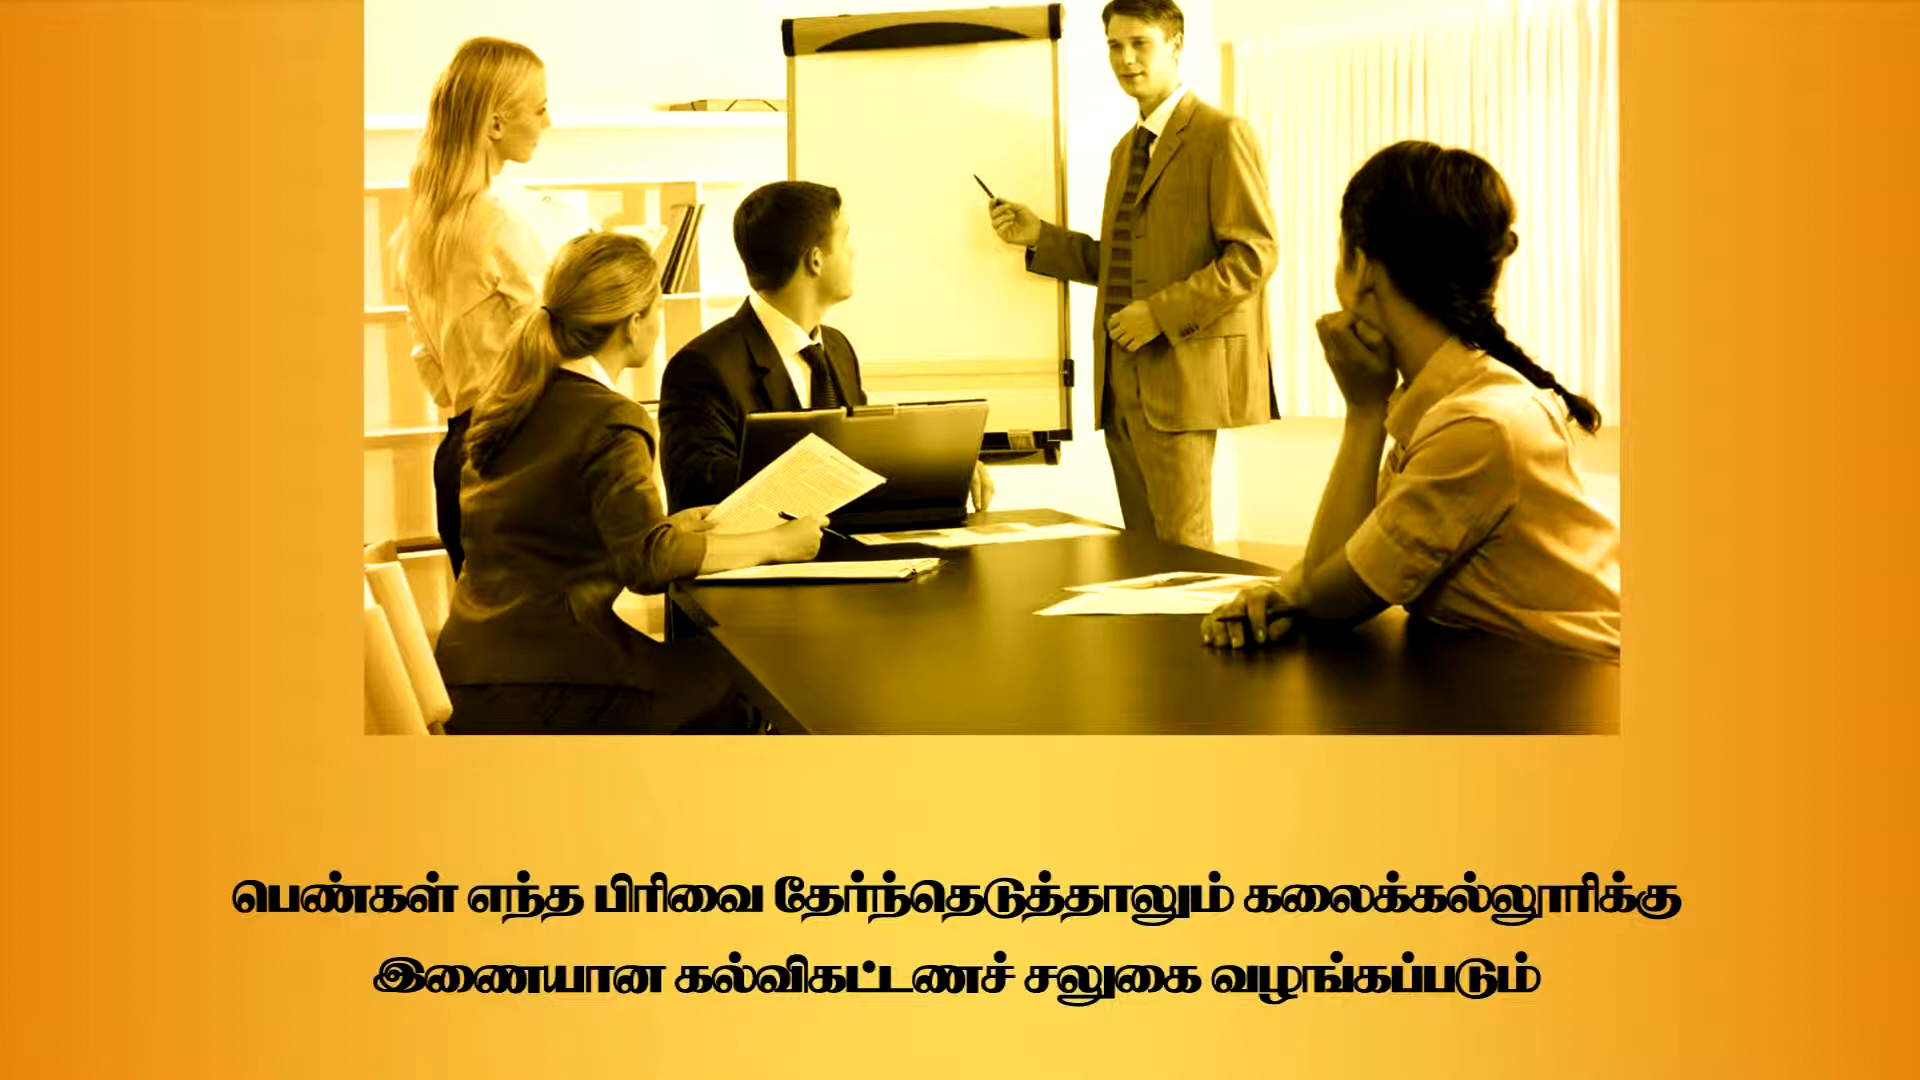 பெண்கள் எந்த பிரிவை தேர்ந்தெடுத்தாலும் கலைக்கல்லூரிக்கு
இணையான கல்விகட்டணச் சலுகை வழங்கப்படும்